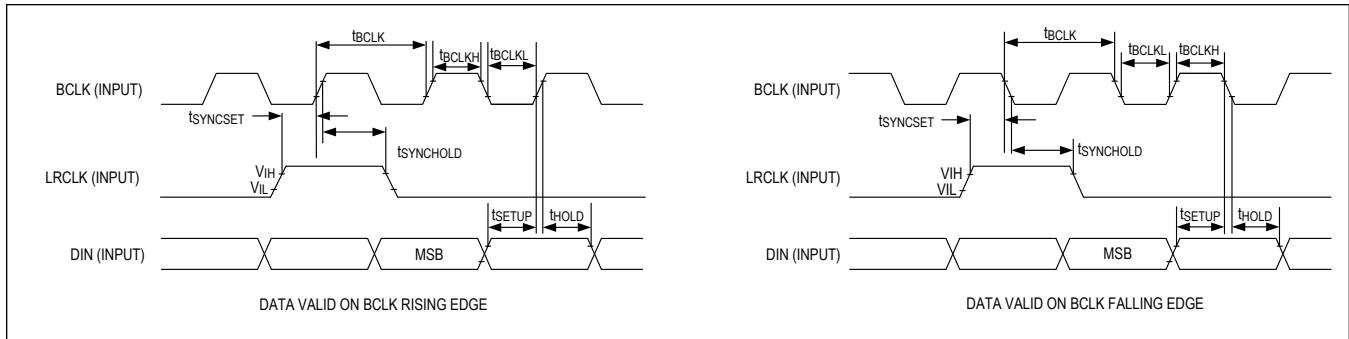 tBCLK
tBCLKH
tBCLKL
BCLK (INPUT)
tSYNCSET
tSYNCHOLD
VIH
VIL
LRCLK (INPUT)
tSETUP
tHOLD
DIN (INPUT)
MSB
DATA VALID ON BCLK RISING EDGE
tBCLK
tBCLKL
tBCLKH
BCLK (INPUT)
tSYNCSET
tSYNCHOLD
VIH
VIL
LRCLK (INPUT)
tSETUP
tHOLD
DIN (INPUT)
MSB
DATA VALID ON BCLK FALLING EDGE